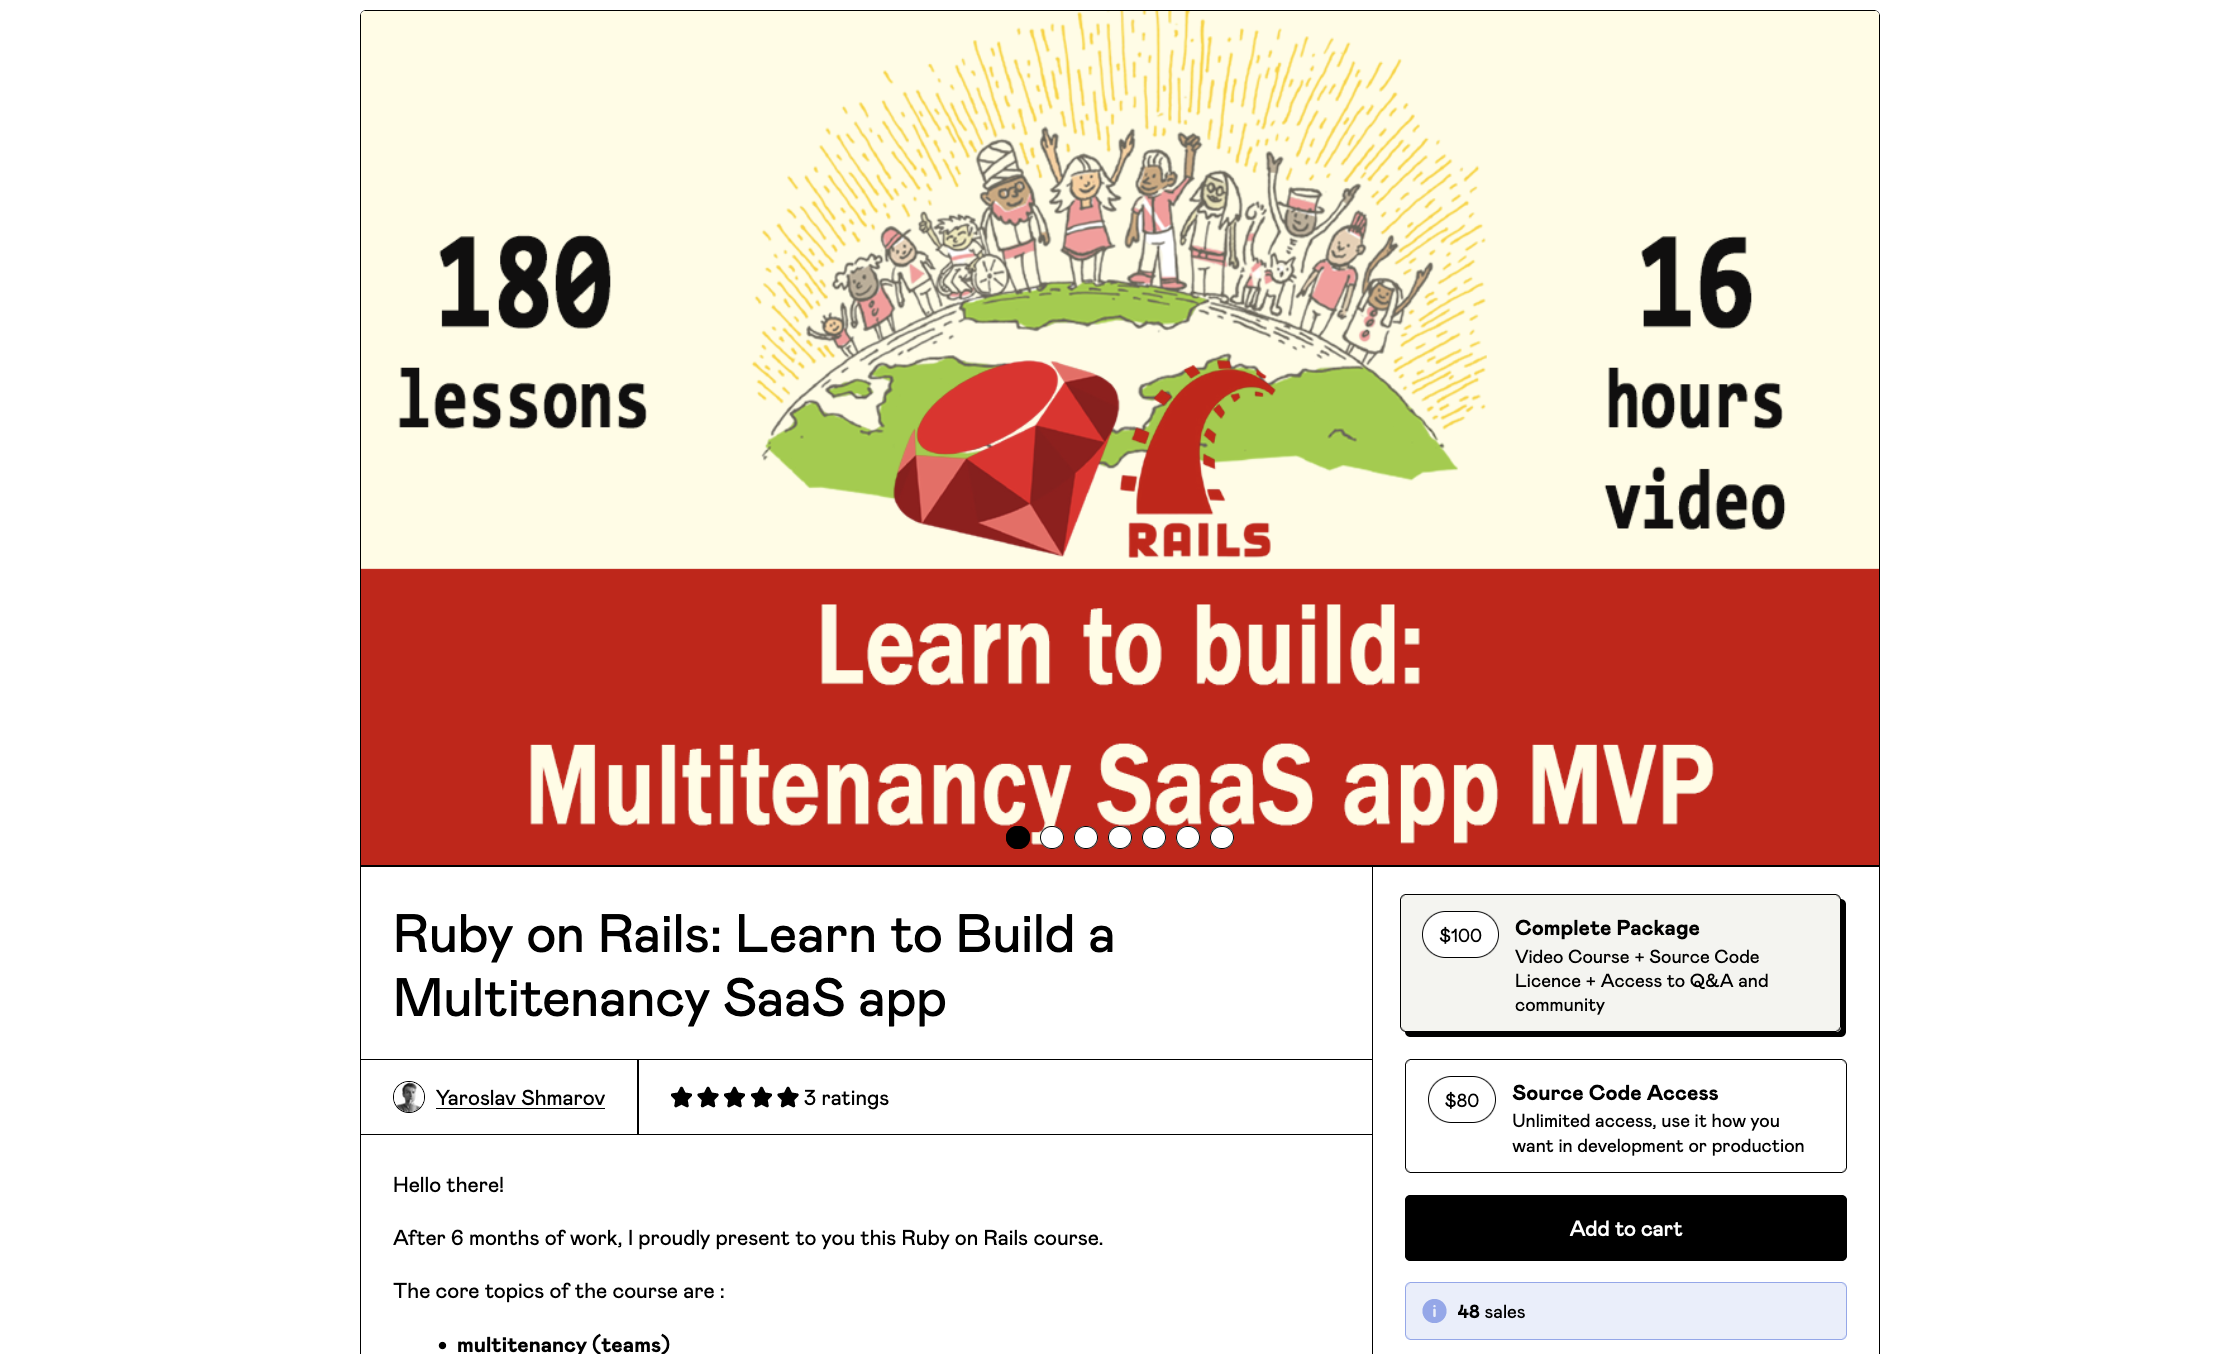 180
lessons
16
hours
video
RAILS
Learn to build:
Multitenancy SaaS app MVP
Ruby on Rails: Learn to Build a
Multitenancy SaaS app
Yaroslav Shmarov
3 ratings
Hello there!
After 6 months of work, I proudly present to you this Ruby on Rails course.
The core topics of the course are :
• multitenancy (teams)
$100
Complete Package
Video Course + Source Code
Licence + Access to Q&A and
community
$80
Source Code Access
Unlimited access, use it how you
want in development or production
Add to cart
i 48 sales